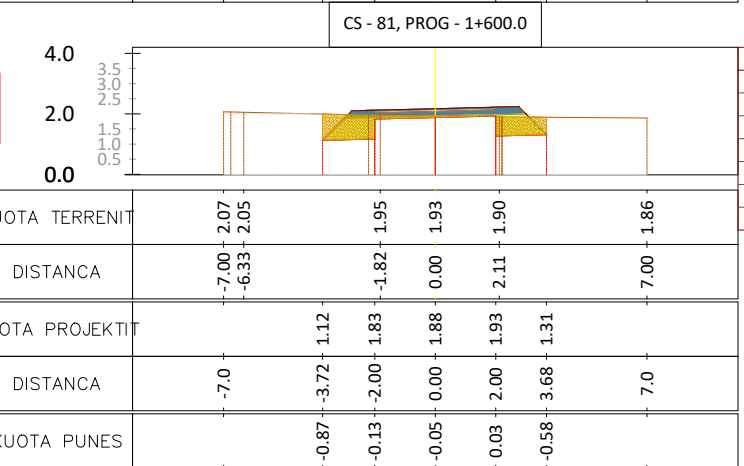 CS - 81, PROG - 1+600.0
4.0
3.5
3.0
2.5
2.0
1.5
1.0
0.5
0.0
UOTA TERRENIT 2.07 2.05 1.95 1.93 1.90 1.86
DISTANCA -7.00 -6.33 -1.82 0.00 2.11 7.00
OTA PROJEKTIT 1.12 1.83 1.88 1.93 1.31
DISTANCA -7.0 -3.72 -2.00 0.00 2.00 3.68 7.0
KUOTA PUNES -0.87 -0.13 -0.05 0.03 -0.58